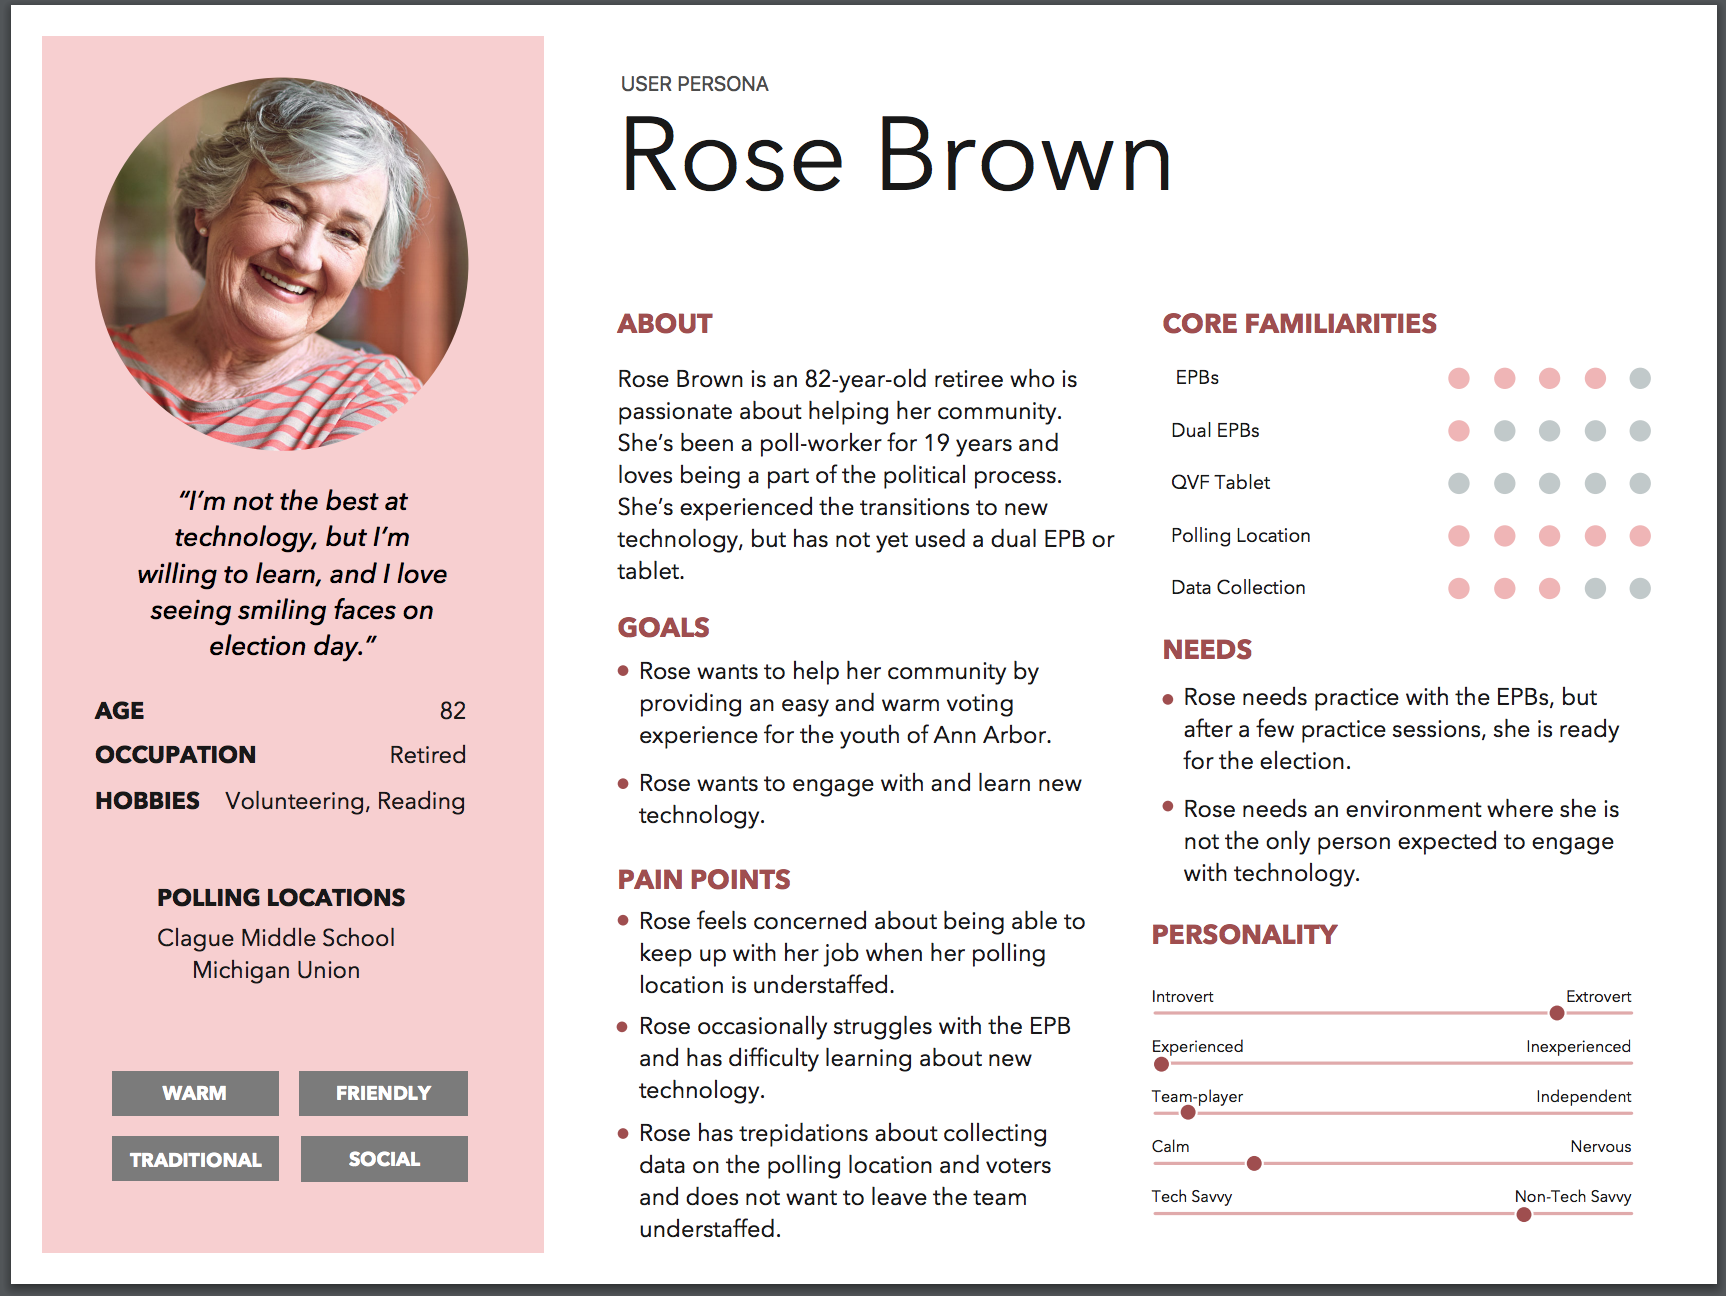 “I’m not the best at
technology, but I’m
willing to learn, and I love
seeing smiling faces on
election day.”
AGE 82
OCCUPATION Retired
HOBBIES Volunteering, Reading
POLLING LOCATIONS
Clague Middle School
Michigan Union
WARM FRIENDLY
TRADITIONAL SOCIAL
USER PERSONA
Rose Brown
ABOUT
Rose Brown is an 82-year-old retiree who is
passionate about helping her community.
She’s been a poll-worker for 19 years and
loves being a part of the political process.
She’s experienced the transitions to new
technology, but has not yet used a dual EPB or
tablet.
GOALS
Rose wants to help her community by
providing an easy and warm voting
experience for the youth of Ann Arbor.
Rose wants to engage with and learn new
technology.
PAIN POINTS
Rose feels concerned about being able to
keep up with her job when her polling
location is understaffed.
Rose occasionally struggles with the EPB
and has difficulty learning about new
technology.
Rose has trepidations about collecting
data on the polling location and voters
and does not want to leave the team
understaffed.
CORE FAMILIARITIES
EPBs
Dual EPBs
QVF Tablet
Polling Location
Data Collection
NEEDS
Rose needs practice with the EPBs, but
after a few practice sessions, she is ready
for the election.
Rose needs an environment where she is
not the only person expected to engage
with technology.
PERSONALITY
Introvert Extrovert
Experienced Inexperienced
Team-player Independent
Calm Nervous
Tech Savvy Non-Tech Savvy